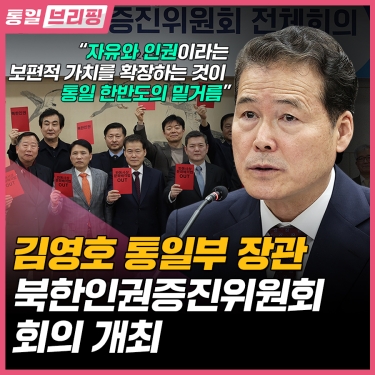 통일 브리핑
증진위원회 전체회의
“자유와 인권이라는
보편적 가치를 확장하는 것이
통일 한반도의 밑거름”
김영호 통일부 장관
북한인권증진위원회
회의 개최